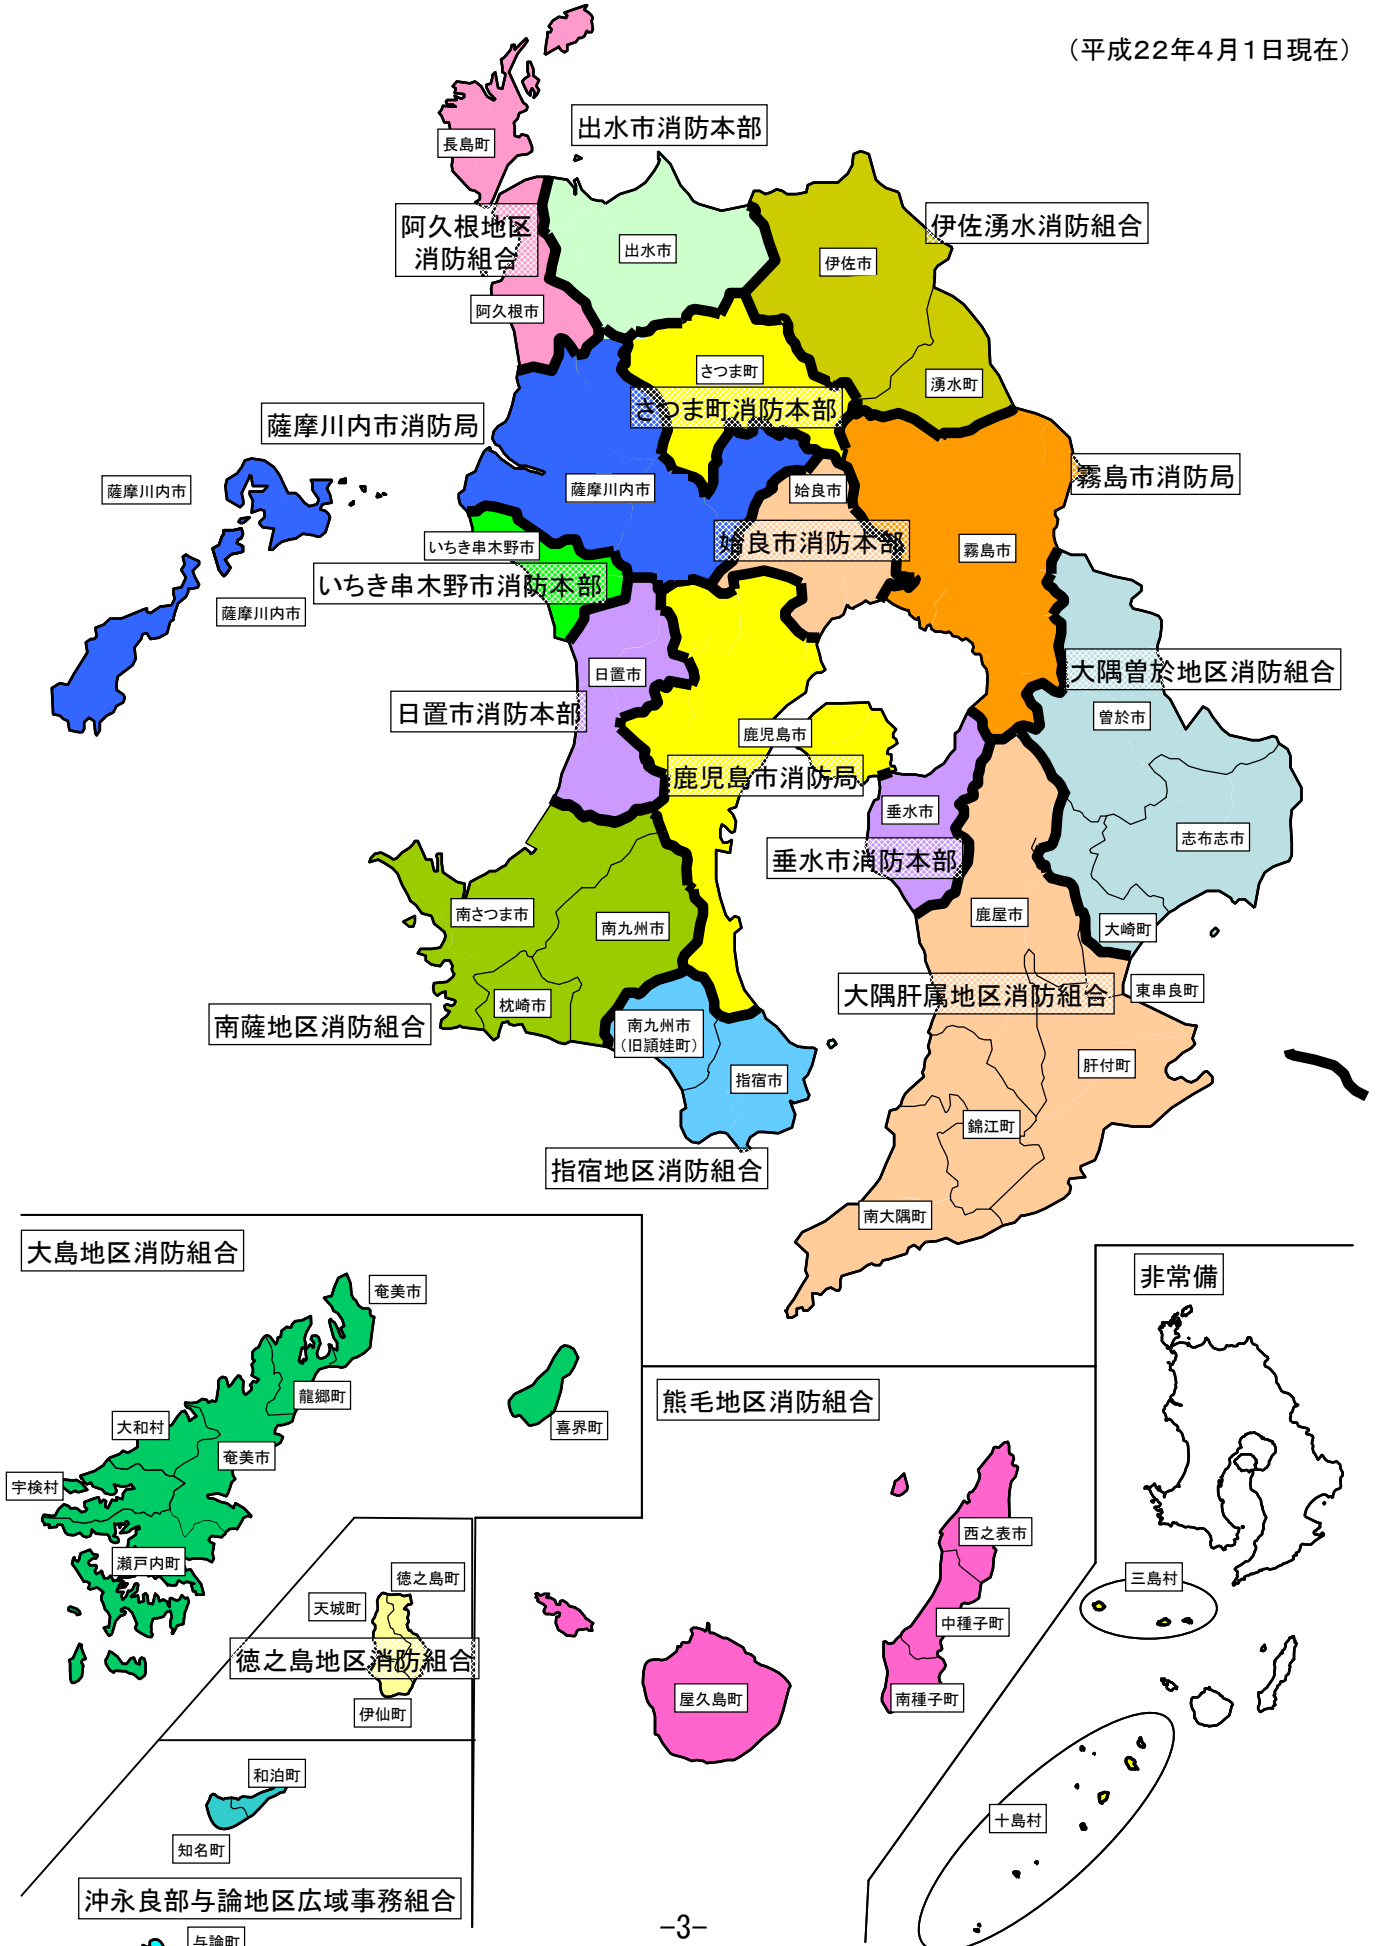 （平成22年4月1日現在）
出水市消防本部
長島町
阿久根地区
消防組合
伊佐湧水消防組合
出水市
伊佐市
阿久根市
さつま町
湧水町
さつま町消防本部
薩摩川内市消防局
霧島市消防局
薩摩川内市
薩摩川内市
姶良市
いちき串木野市
姶良市消防本部
霧島市
いちき串木野市消防本部
薩摩川内市
日置市
大隅曽於地区消防組合
日置市消防本部
曽於市
鹿児島市
鹿児島市消防局
垂水市
志布志市
垂水市消防本部
南さつま市
南九州市
鹿屋市
大崎町
大隅肝属地区消防組合
東串良町
枕崎市
南薩地区消防組合
南九州市
（旧頴娃町）
肝付町
指宿市
錦江町
指宿地区消防組合
南大隅町
大島地区消防組合
非常備
奄美市
龍郷町
熊毛地区消防組合
大和村
喜界町
奄美市
宇検村
西之表市
瀬戸内町
徳之島町
三島村
天城町
中種子町
徳之島地区消防組合
屋久島町
南種子町
伊仙町
和泊町
十島村
知名町
沖永良部与論地区広域事務組合
与論町
-3-